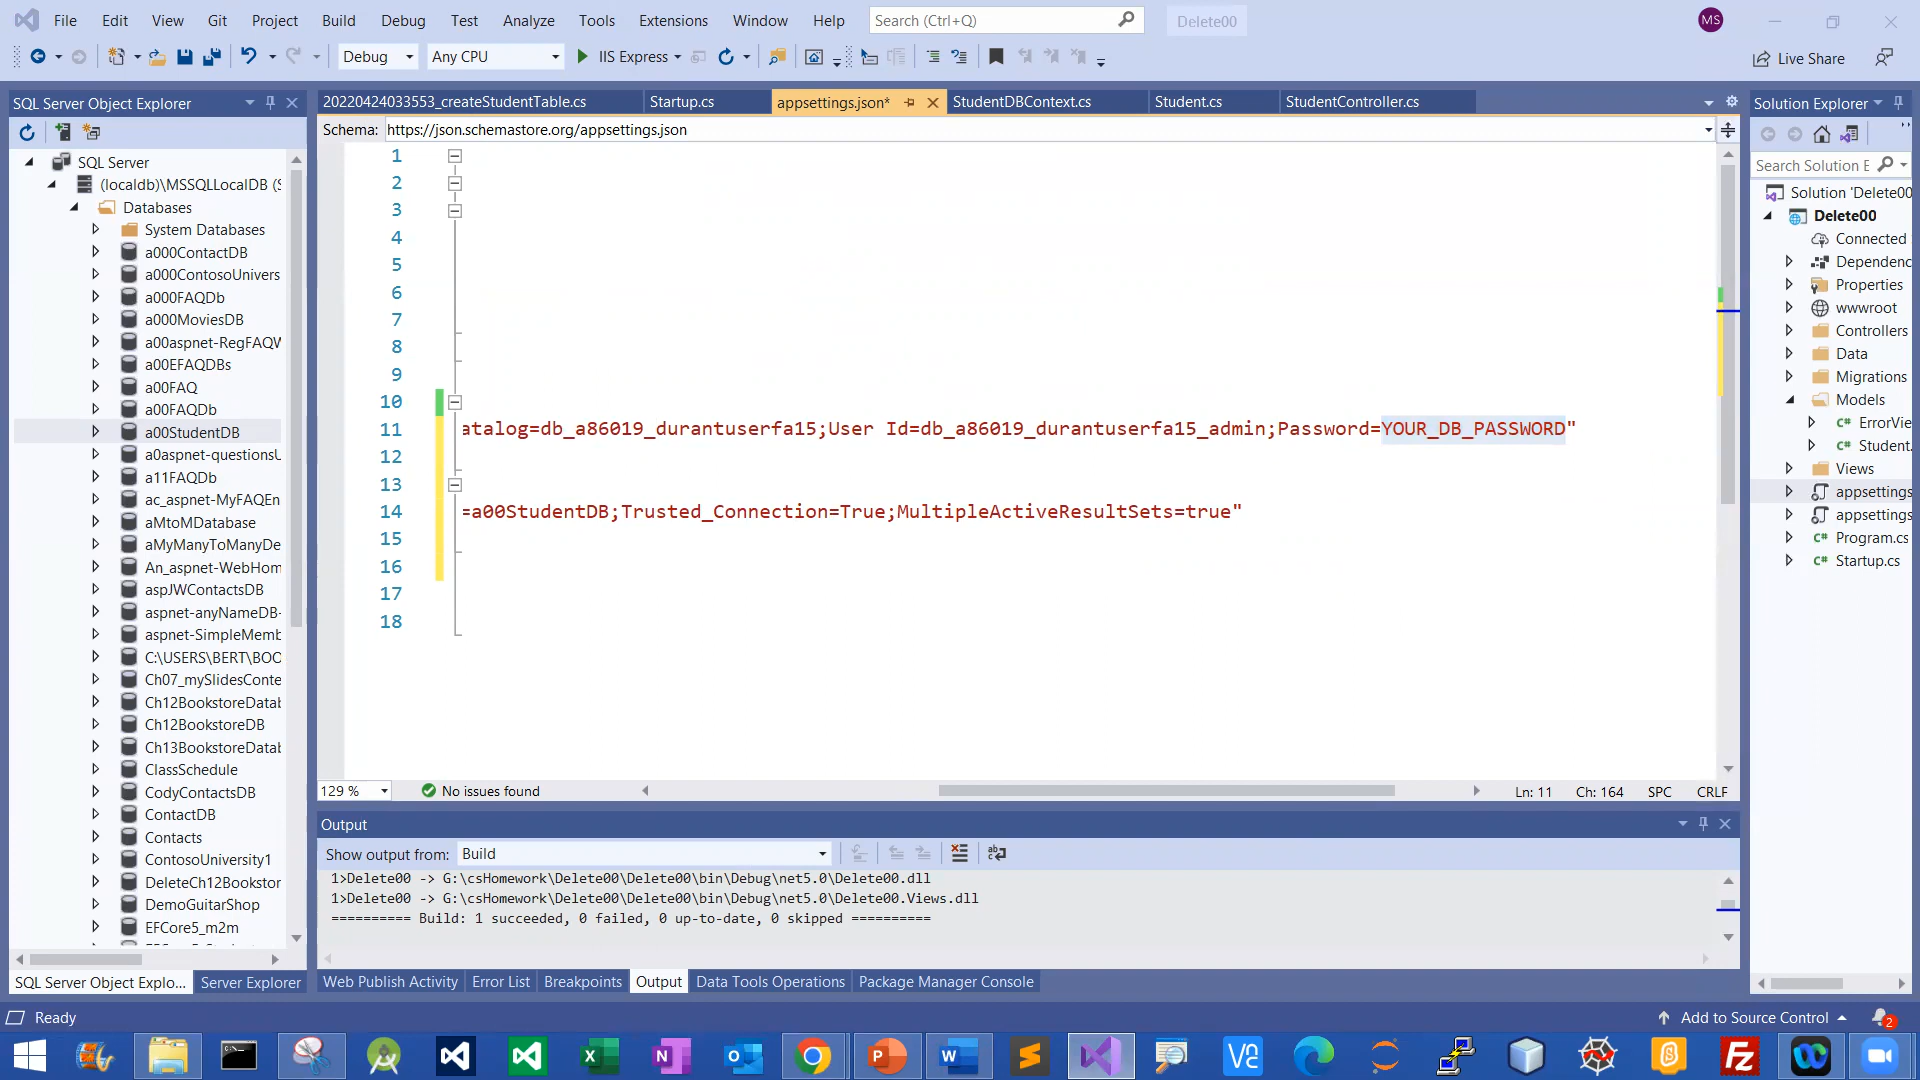 File Edit View Git Project Build Debug Test Analyze Tools Extensions Window Help Search (Ctrl+Q) Delete00 MS
Debug Any CPU IIS Express Live Share
SQL Server Object Explorer
20220424033553_createStudentTable.cs Startup.cs appsettings.json* StudentDBContext.cs Student.cs StudentController.cs
Schema: https://json.schemastore.org/appsettings.json
SQL Server
(localdb)\MSSQLLocalDB (S
Databases
System Databases
a000ContactDB
a000ContosoUnivers
a000FAQDb
a000MoviesDB
a00aspnet-RegFAQW
a00EFAQDBs
a00FAQ
a00FAQDb
a00StudentDB
a0aspnet-questionsU
a11FAQDb
ac_aspnet-MyFAQEn
aMtoMDatabase
aMyManyToManyDe
An_aspnet-WebHom
aspJWContactsDB
aspnet-anyNameDB-
aspnet-SimpleMemb
C:\USERS\BERT\BOO
Ch07_mySlidesConte
Ch12BookstoreDatab
Ch12BookstoreDB
Ch13BookstoreDatab
ClassSchedule
CodyContactsDB
ContactDB
Contacts
ContosoUniversity1
DeleteCh12Bookstor
DemoGuitarShop
EFCore5_m2m
SQL Server Object Explo... Server Explorer
1
2
3
4
5
6
7
8
9
10
11 atalog=db_a86019_durantuserfa15;User Id=db_a86019_durantuserfa15_admin;Password=YOUR_DB_PASSWORD"
12
13
14 =a00StudentDB;Trusted_Connection=True;MultipleActiveResultSets=true"
15
16
17
18
129 % No issues found Ln: 11 Ch: 164 SPC CRLF
Output
Show output from: Build
1>Delete00 -> G:\csHomework\Delete00\Delete00\bin\Debug\net5.0\Delete00.dll
1>Delete00 -> G:\csHomework\Delete00\Delete00\bin\Debug\net5.0\Delete00.Views.dll
========== Build: 1 succeeded, 0 failed, 0 up-to-date, 0 skipped ==========
Web Publish Activity Error List Breakpoints Output Data Tools Operations Package Manager Console
Solution Explorer
Search Solution E
Solution 'Delete00
Delete00
Connected
Dependenc
Properties
wwwroot
Controllers
Data
Migrations
Models
ErrorVie
Student.
Views
appsettings
appsettings
Program.cs
Startup.cs
Ready Add to Source Control 2